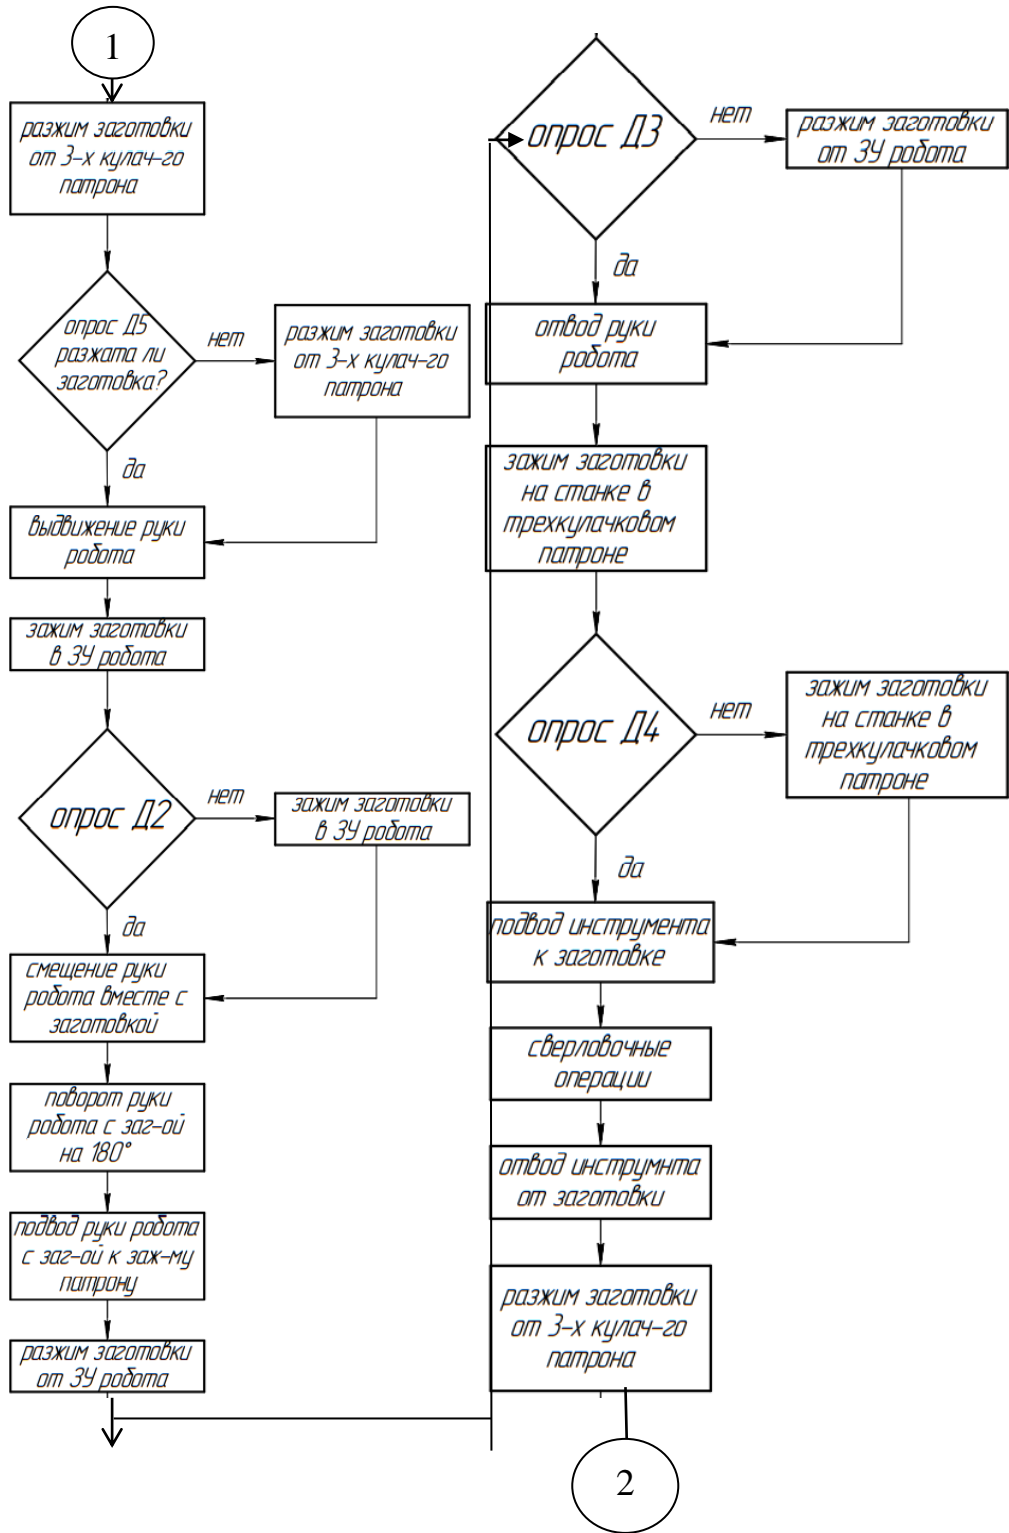 1
разжим заготовки
от 3-х кулач-го
патрона
опрос Д5
разжата ли
заготовка?
нет
разжим заготовки
от 3-х кулач-го
патрона
да
выдвижение руки
робота
зажим заготовки
в ЗУ робота
опрос Д2
нет
зажим заготовки
в ЗУ робота
да
смещение руки
робота вместе с
заготовкой
поворот руки
робота с заг-ой
на 180°
подвод руки робота
с заг-ой к заж-му
патрону
разжим заготовки
от ЗУ робота
опрос Д3
нет
разжим заготовки
от ЗУ робота
да
отвод руки
робота
зажим заготовки
на станке в
трехкулачковом
патроне
опрос Д4
нет
зажим заготовки
на станке в
трехкулачковом
патроне
да
подвод инструмента
к заготовке
сверловочные
операции
отвод инструмнта
от заготовки
разжим заготовки
от 3-х кулач-го
патрона
2